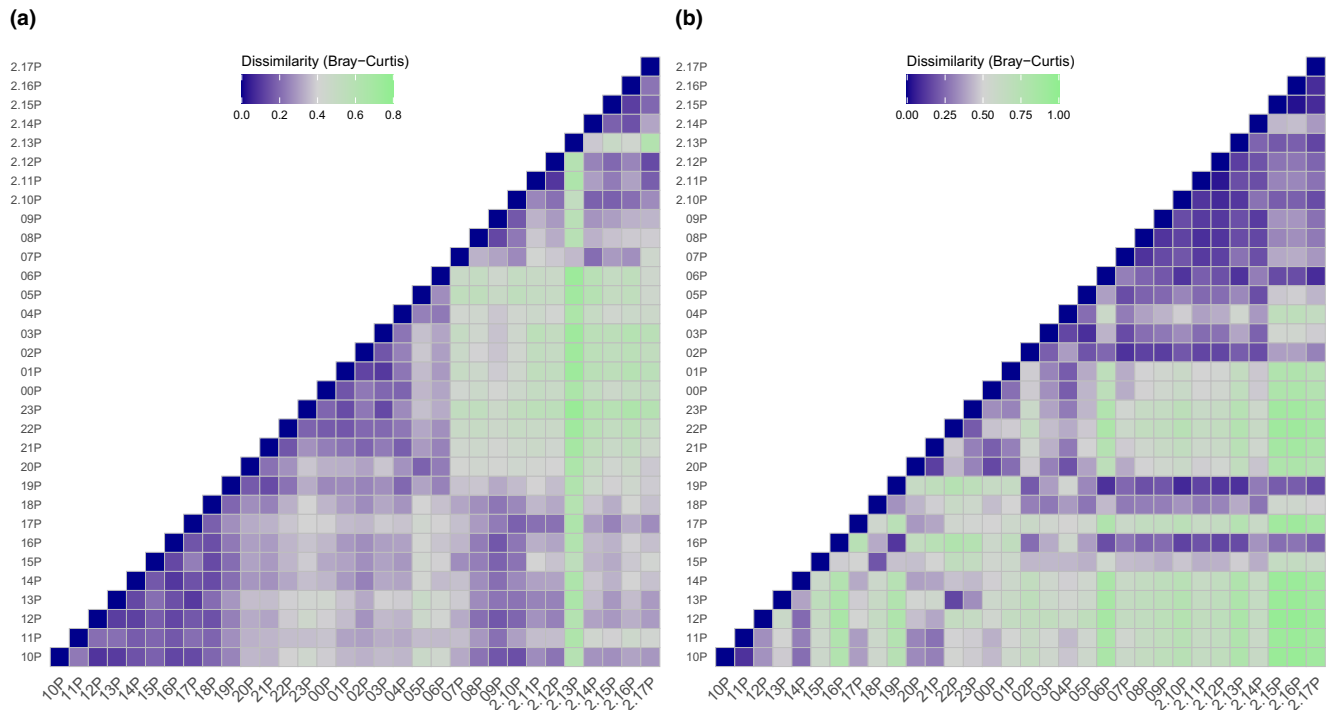 (a)
Dissimilarity (Bray−Curtis)
0.0 0.2 0.4 0.6 0.8
2.17P
2.16P
2.15P
2.14P
2.13P
2.12P
2.11P
2.10P
09P
08P
07P
06P
05P
04P
03P
02P
01P
00P
23P
22P
21P
20P
19P
18P
17P
16P
15P
14P
13P
12P
11P
10P
10P 11P 12P 13P 14P 15P 16P 17P 18P 19P 20P 21P 22P 23P 00P 01P 02P 03P 04P 05P 06P 07P 08P 09P 2.10P 2.11P 2.12P 2.13P 2.14P 2.15P 2.16P 2.17P
(b)
Dissimilarity (Bray−Curtis)
0.00 0.25 0.50 0.75 1.00
2.17P
2.16P
2.15P
2.14P
2.13P
2.12P
2.11P
2.10P
09P
08P
07P
06P
05P
04P
03P
02P
01P
00P
23P
22P
21P
20P
19P
18P
17P
16P
15P
14P
13P
12P
11P
10P
10P 11P 12P 13P 14P 15P 16P 17P 18P 19P 20P 21P 22P 23P 00P 01P 02P 03P 04P 05P 06P 07P 08P 09P 2.10P 2.11P 2.12P 2.13P 2.14P 2.15P 2.16P 2.17P